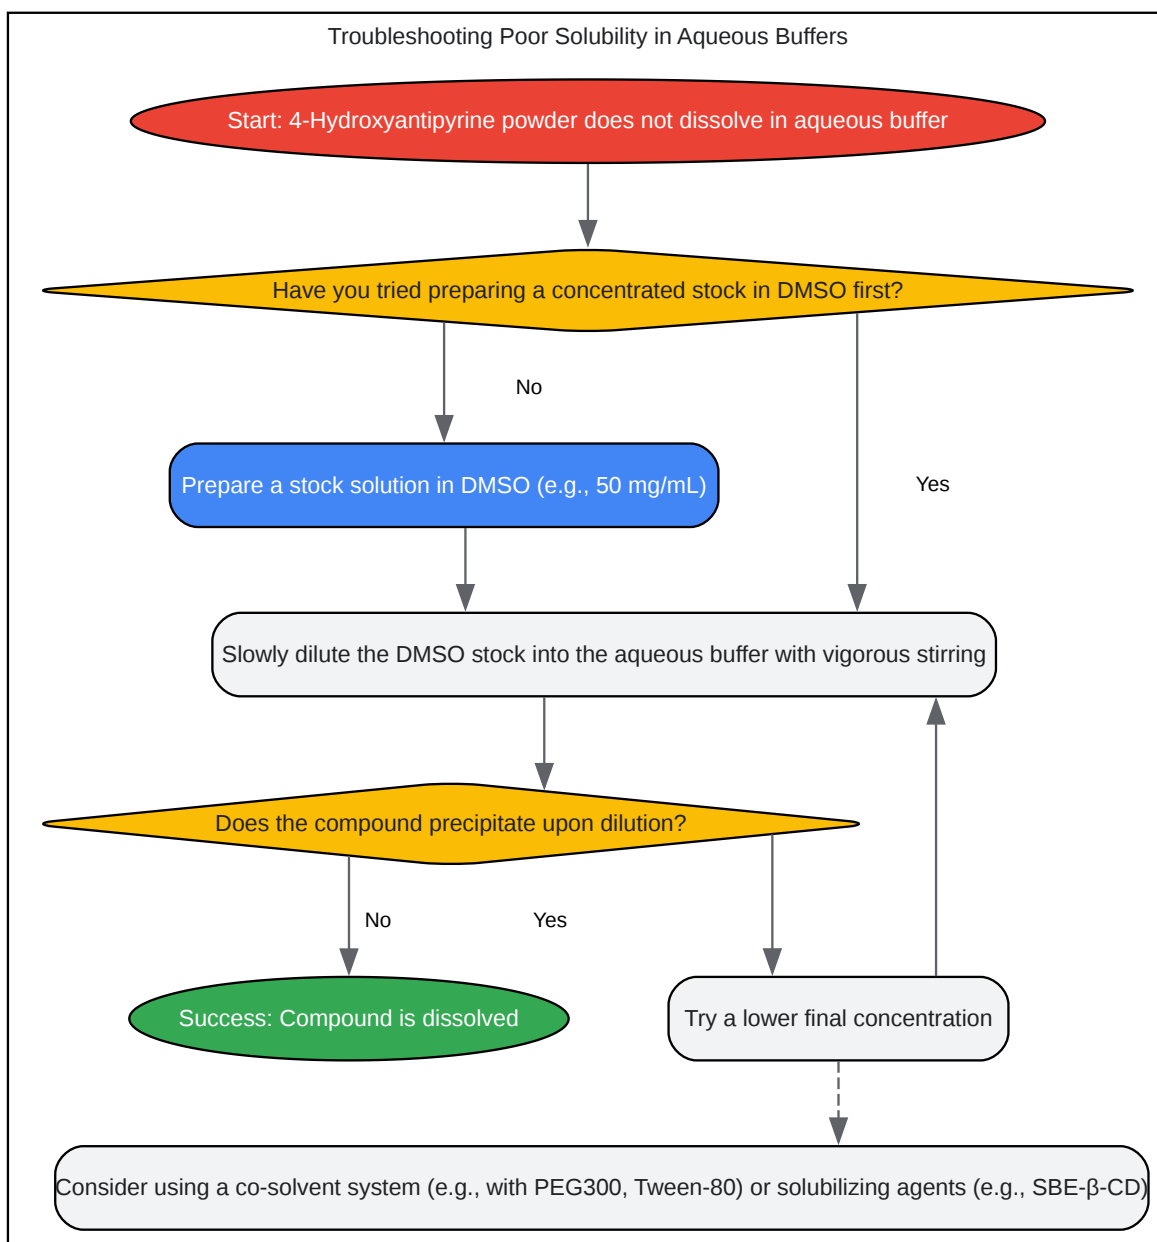 Troubleshooting Poor Solubility in Aqueous Buffers
Start: 4-Hydroxyantipyrine powder does not dissolve in aqueous buffer
Have you tried preparing a concentrated stock in DMSO first?
No
Prepare a stock solution in DMSO (e.g., 50 mg/mL)
Yes
Slowly dilute the DMSO stock into the aqueous buffer with vigorous stirring
Does the compound precipitate upon dilution?
No
Yes
Success: Compound is dissolved
Try a lower final concentration
Consider using a co-solvent system (e.g., with PEG300, Tween-80) or solubilizing agents (e.g., SBE-β-CD)